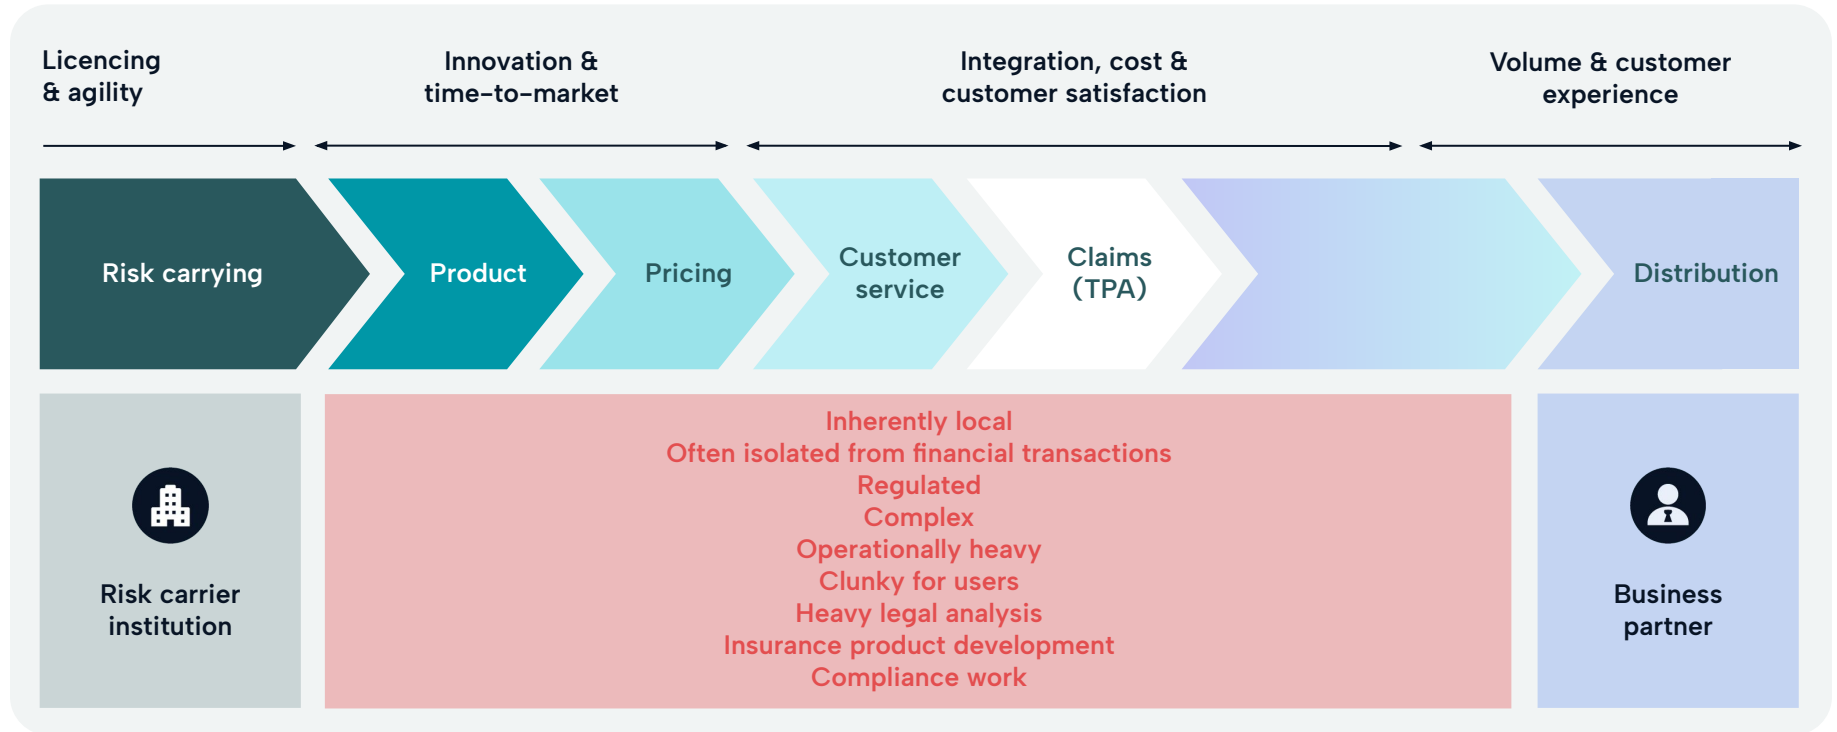 Licencing
& agility
Innovation &
time-to-market
Integration, cost &
customer satisfaction
Volume & customer
experience
Risk carrying
Product
Pricing
Customer
service
Claims
(TPA)
Distribution
Risk carrier
institution
Inherently local
Often isolated from financial transactions
Regulated
Complex
Operationally heavy
Clunky for users
Heavy legal analysis
Insurance product development
Compliance work
Business
partner